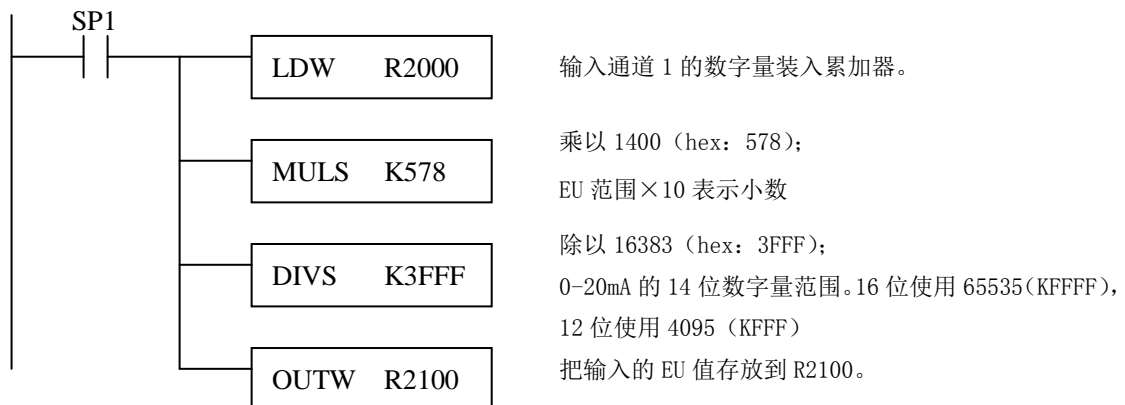 SP1
LDW R2000
输入通道 1 的数字量装入累加器。
MULS K578
乘以 1400（hex：578）；
EU 范围×10 表示小数
DIVS K3FFF
除以 16383（hex：3FFF）；
0-20mA 的 14 位数字量范围。16 位使用 65535（KFFFF），
12 位使用 4095（KFFF）
OUTW R2100
把输入的 EU 值存放到 R2100。